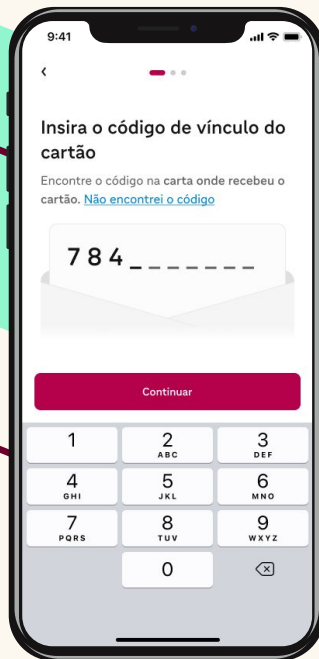 9:41
Insira o código de vínculo do
cartão
Encontre o código na carta onde recebeu o
cartão. Não encontrei o código
784_ _ _ _ _ _ _
Continuar
1
2
ABC
3
DEF
4
GHI
5
JKL
6
MNO
7
PQRS
8
TUV
9
WXYZ
0